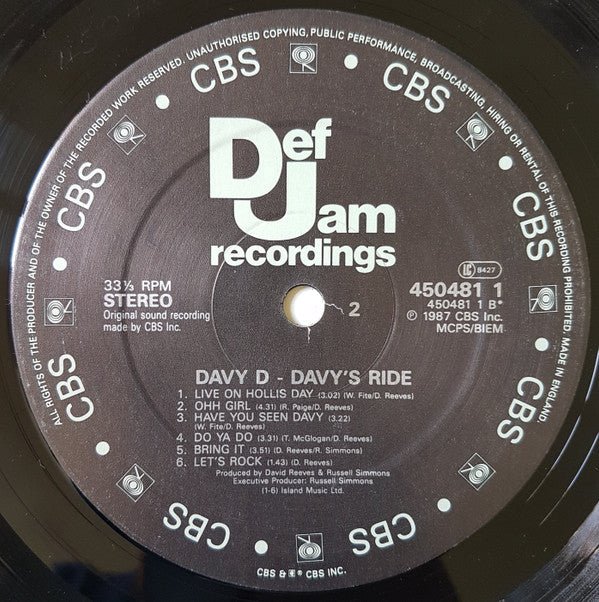 ALL RIGHTS OF THE PRODUCER AND OF THE OWNER OF THE RECORDED WORK RESERVED. UNAUTHORISED COPYING, PUBLIC PERFORMANCE, BROADCASTING, HIRING OR RENTAL OF THIS RECORDING PROHIBITED. MADE IN ENGLAND.
CBS
CBS
CBS
CBS
CBS
CBS
CBS
CBS
Def
Jam
recordings
33⅓ RPM
STEREO
Original sound recording
made by CBS Inc.
2
LC 8427
450481 1
450481 1 B*
℗ 1987 CBS Inc.
MCPS/BIEM
DAVY D - DAVY'S RIDE
1. LIVE ON HOLLIS DAY (3.02) (W. Fite/D. Reeves)
2. OHH GIRL (4.31) (R. Paige/D. Reeves)
3. HAVE YOU SEEN DAVY (3.22)
(W. Fite/D. Reeves)
4. DO YA DO (3.31) (T. McGlogan/D. Reeves)
5. BRING IT (3.51) (D. Reeves/R. Simmons)
6. LET'S ROCK (1.43) (D. Reeves)
Produced by David Reeves & Russell Simmons
Executive Producer: Russell Simmons
(1-6) Island Music Ltd.
CBS & ® CBS INC.